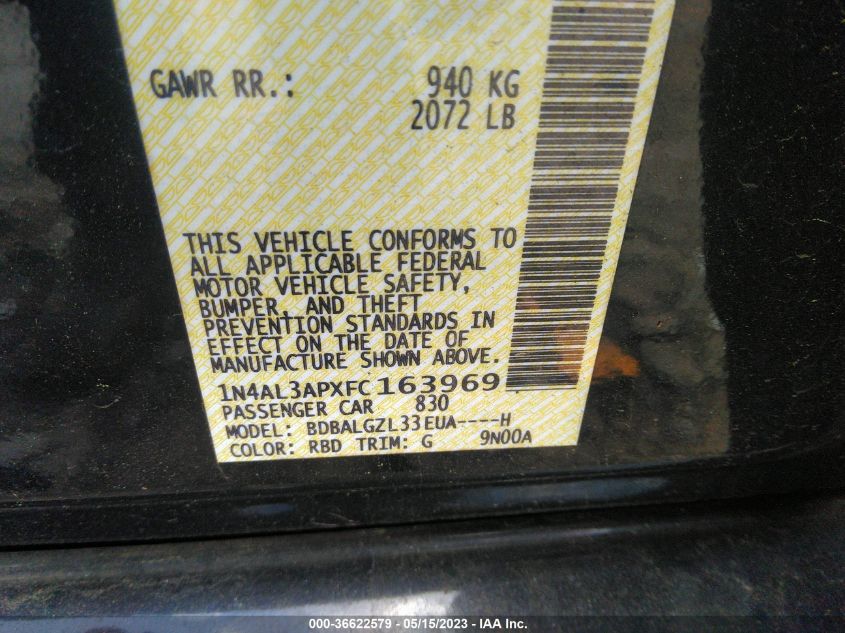 GAWR RR.: 940 KG
2072 LB
THIS VEHICLE CONFORMS TO
ALL APPLICABLE FEDERAL
MOTOR VEHICLE SAFETY,
BUMPER, AND THEFT
PREVENTION STANDARDS IN
EFFECT ON THE DATE OF
MANUFACTURE SHOWN ABOVE.
1N4AL3APXFC163969
PASSENGER CAR 830
MODEL: BDBALGZL33EUA----H
COLOR: RBD TRIM: G 9N00A
000-36622579 - 05/15/2023 - IAA Inc.